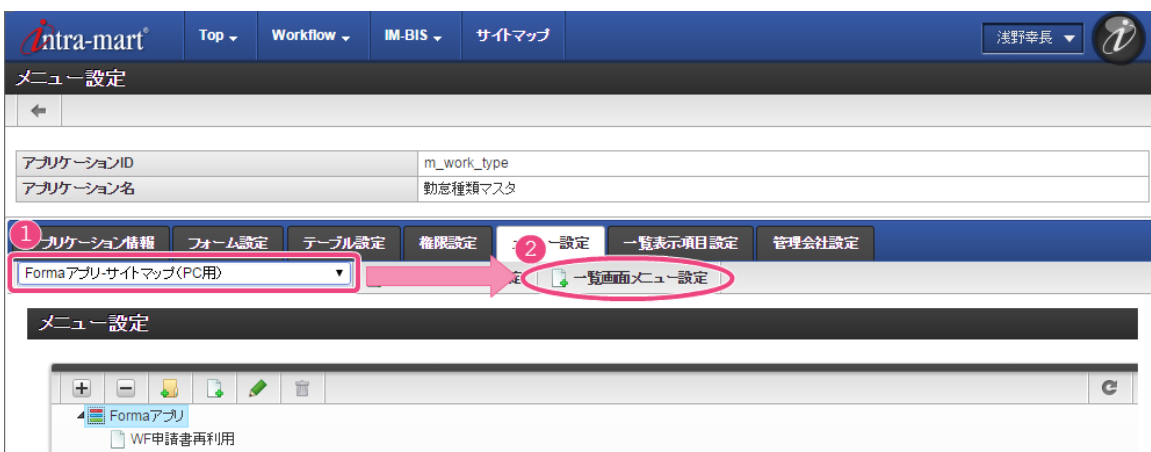 intra-mart® Top Workflow IM-BIS サイトマップ 浅野幸長
メニュー設定
アプリケーションID m_work_type
アプリケーション名 勤怠種類マスタ
1 プリケーション情報 フォーム設定 テーブル設定 権限設定 2 ー設定 一覧表示項目設定 管理会社設定
Formaアプリ-サイトマップ(PC用) 定 一覧画面メニュー設定
メニュー設定
Formaアプリ
WF申請書再利用